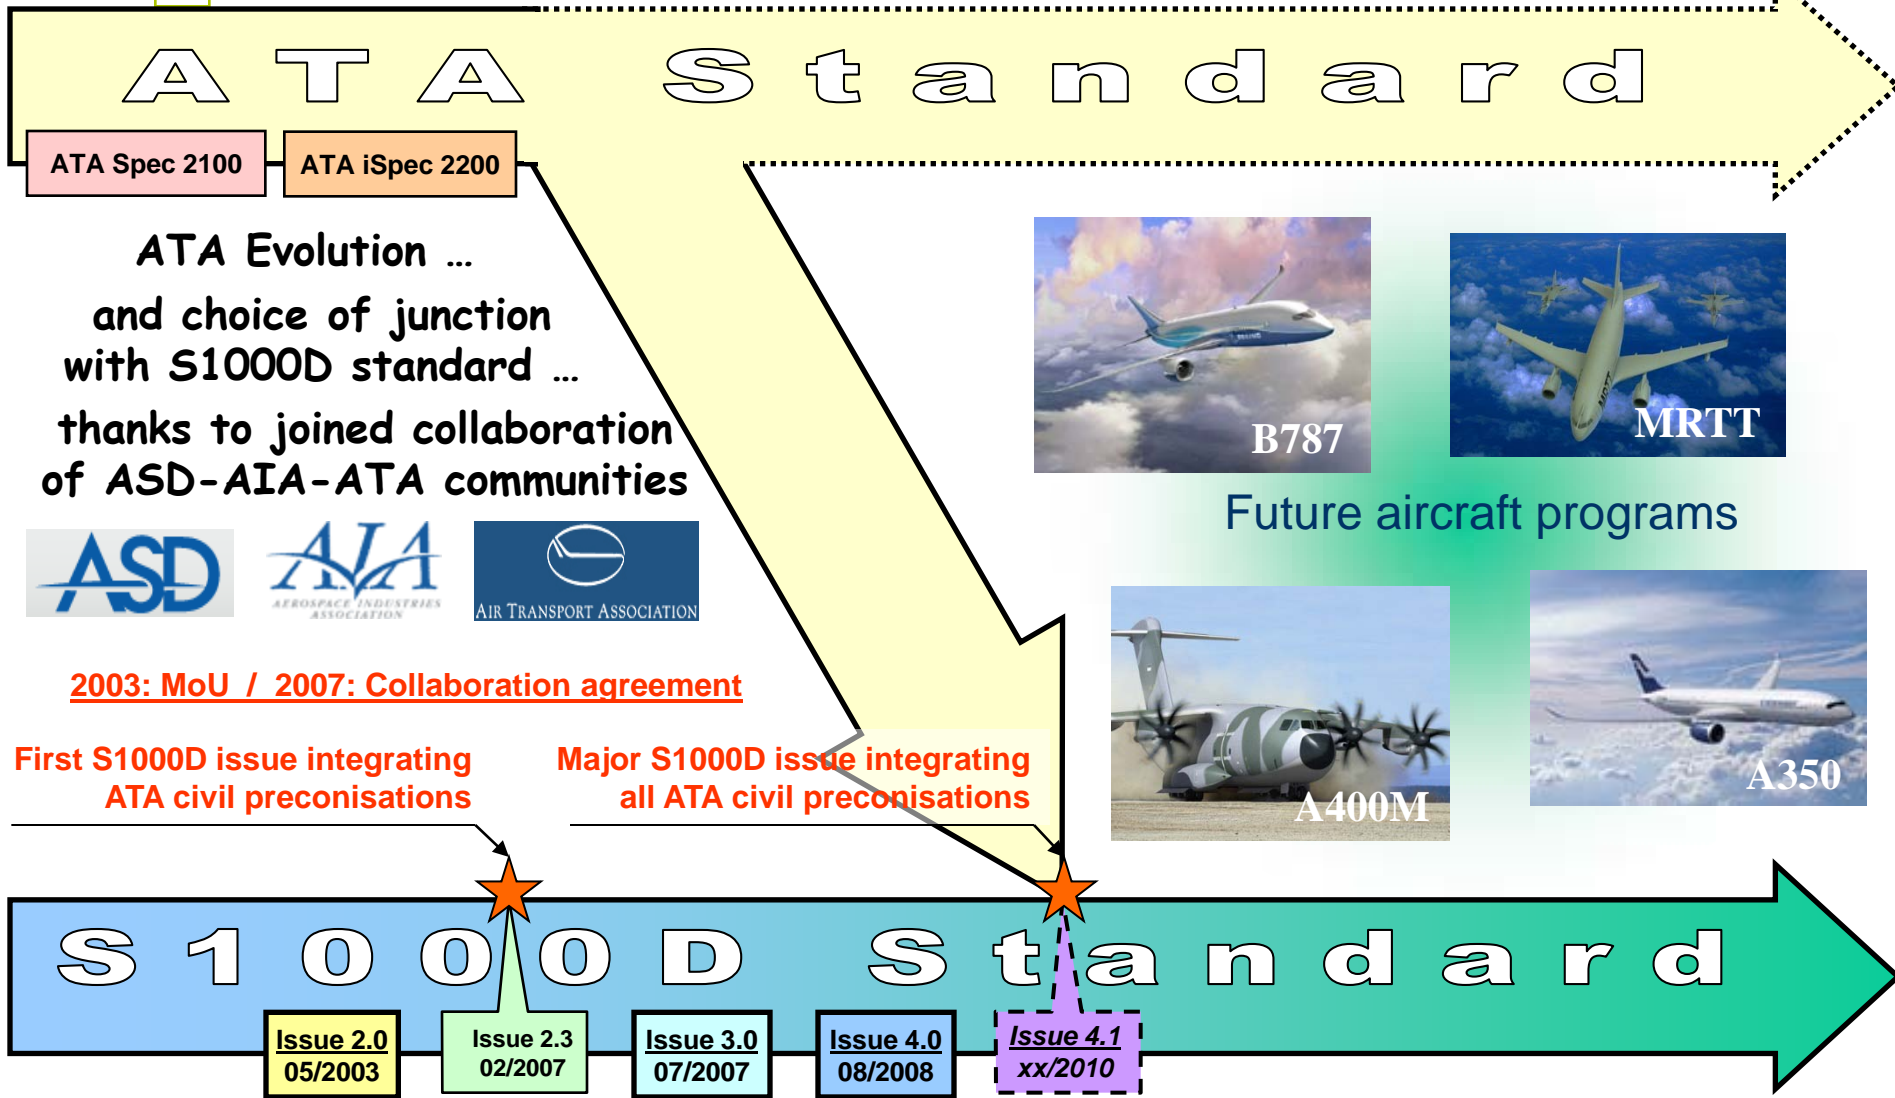 ATA Standard
ATA Spec 2100
ATA iSpec 2200
ATA Evolution ...
and choice of junction
with S1000D standard ...
thanks to joined collaboration
of ASD-AIA-ATA communities
ASD
AIA
AEROSPACE INDUSTRIES
ASSOCIATION
AIR TRANSPORT ASSOCIATION
2003: MoU / 2007: Collaboration agreement
First S1000D issue integrating
ATA civil preconisations
Major S1000D issue integrating
all ATA civil preconisations
B787
MRTT
MRTT
Future aircraft programs
A400M
A350
S1000D Standard
Issue 2.0
05/2003
Issue 2.3
02/2007
Issue 3.0
07/2007
Issue 4.0
08/2008
Issue 4.1
xx/2010